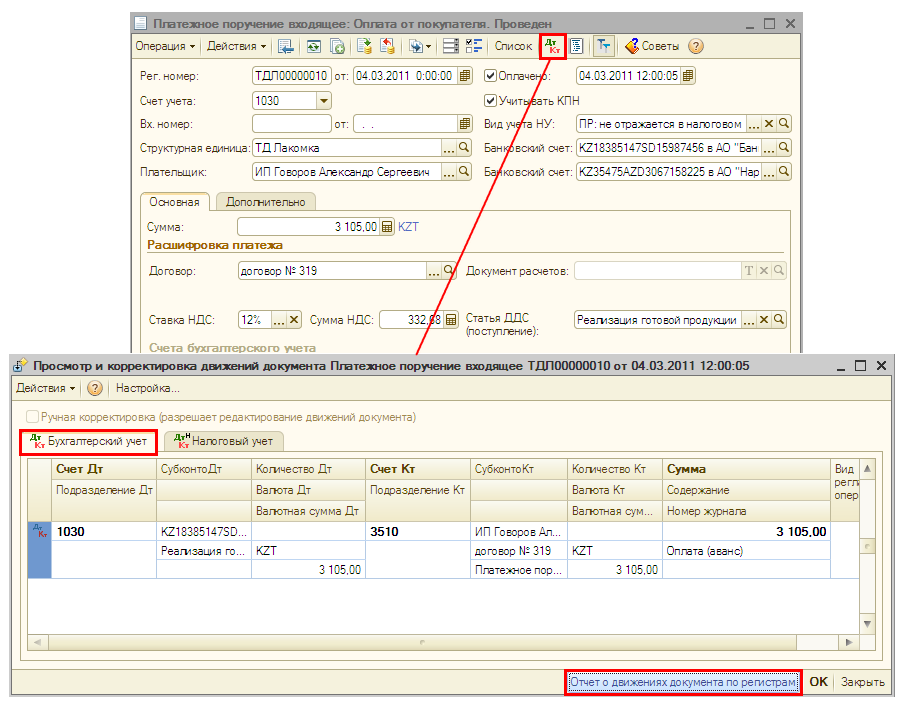 Платежное поручение входящее: Оплата от покупателя. Проведен
Операция Действия Список Дт Кт Советы
Рег. номер: ТДЛ00000010 от: 04.03.2011 0:00:00 Оплачено: 04.03.2011 12:00:05
Счет учета: 1030 Учитывать КПН
Вх. номер: от: . . Вид учета НУ: ПР: не отражается в налоговом ...
Структурная единица: ТД Лакомка ... Банковский счет: KZ18385147SD15987456 в АО "Бан ...
Плательщик: ИП Говоров Александр Сергеевич ... Банковский счет: KZ35475AZD3067158225 в АО "Нар ...
Основная Дополнительно
Сумма: 3 105,00 KZT
Расшифровка платежа
Договор: договор № 319 ... Документ расчетов: T
Ставка НДС: 12% ... Сумма НДС: 332,68 Статья ДДС (поступление): Реализация готовой продукции ...
Счета бухгалтерского учета
Просмотр и корректировка движений документа Платежное поручение входящее ТДЛ00000010 от 04.03.2011 12:00:05
Действия Настройка...
Ручная корректировка (разрешает редактирование движений документа)
Дт Кт Бухгалтерский учет Дт Н Кт Налоговый учет
Счет Дт СубконтоДт Количество Дт Счет Кт СубконтоКт Количество Кт Сумма Вид
Подразделение Дт Валюта Дт Подразделение Кт Валюта Кт Содержание регл
Валютная сумма Дт Валютная сум... Номер журнала опер
Дт Кт 1030 KZ18385147SD... 3510 ИП Говоров Ал... 3 105,00
Реализация го... KZT договор № 319 KZT Оплата (аванс)
3 105,00 Платежное пор... 3 105,00
Отчет о движениях документа по регистрам OK Закрыть